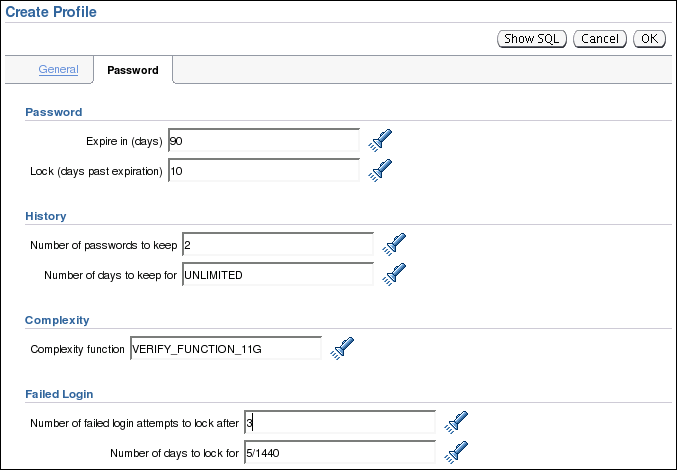 Create Profile
Show SQL Cancel OK
General Password
Password
Expire in (days) 90
Lock (days past expiration) 10
History
Number of passwords to keep 2
Number of days to keep for UNLIMITED
Complexity
Complexity function VERIFY_FUNCTION_11G
Failed Login
Number of failed login attempts to lock after 3
Number of days to lock for 5/1440